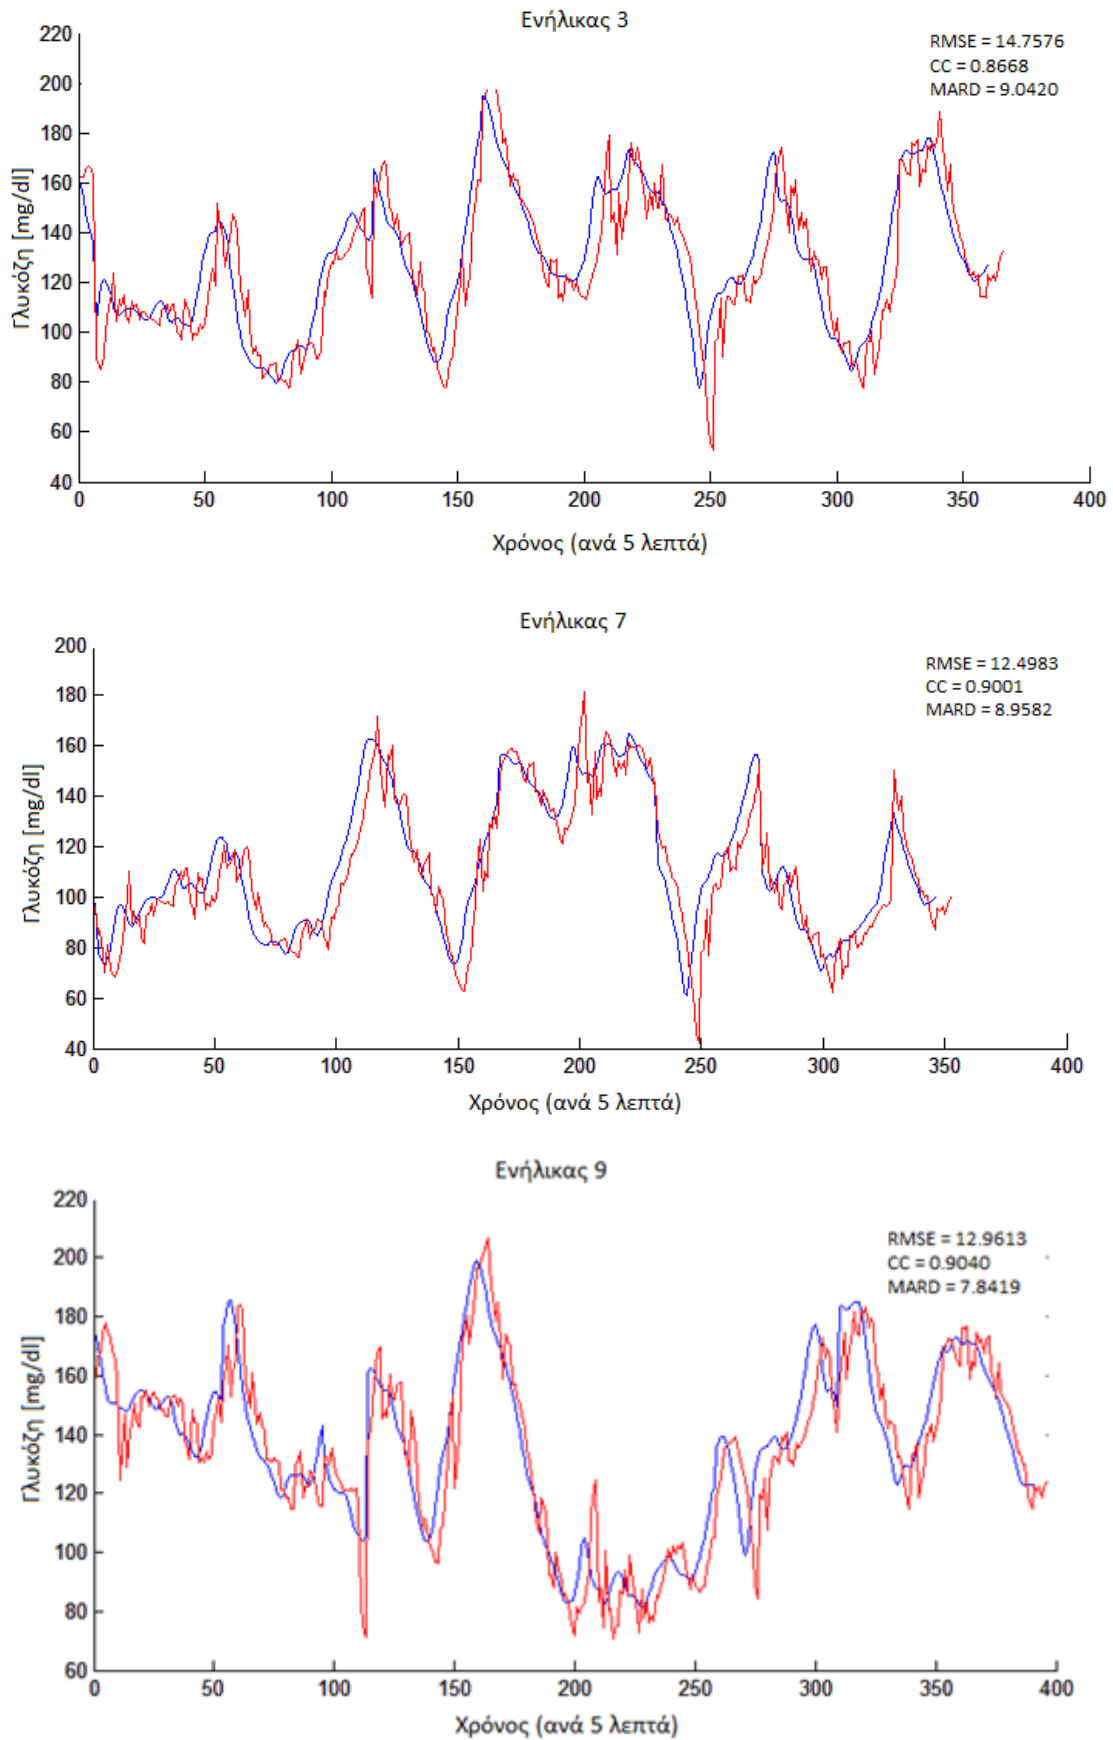 Ενήλικας 3
RMSE = 14.7576
CC = 0.8668
MARD = 9.0420
Γλυκόζη [mg/dl]
220
200
180
160
140
120
100
80
60
40
0 50 100 150 200 250 300 350 400
Χρόνος (ανά 5 λεπτά)
Ενήλικας 7
RMSE = 12.4983
CC = 0.9001
MARD = 8.9582
Γλυκόζη [mg/dl]
200
180
160
140
120
100
80
60
40
0 50 100 150 200 250 300 350 400
Χρόνος (ανά 5 λεπτά)
Ενήλικας 9
RMSE = 12.9613
CC = 0.9040
MARD = 7.8419
Γλυκόζη [mg/dl]
220
200
180
160
140
120
100
80
60
0 50 100 150 200 250 300 350 400
Χρόνος (ανά 5 λεπτά)